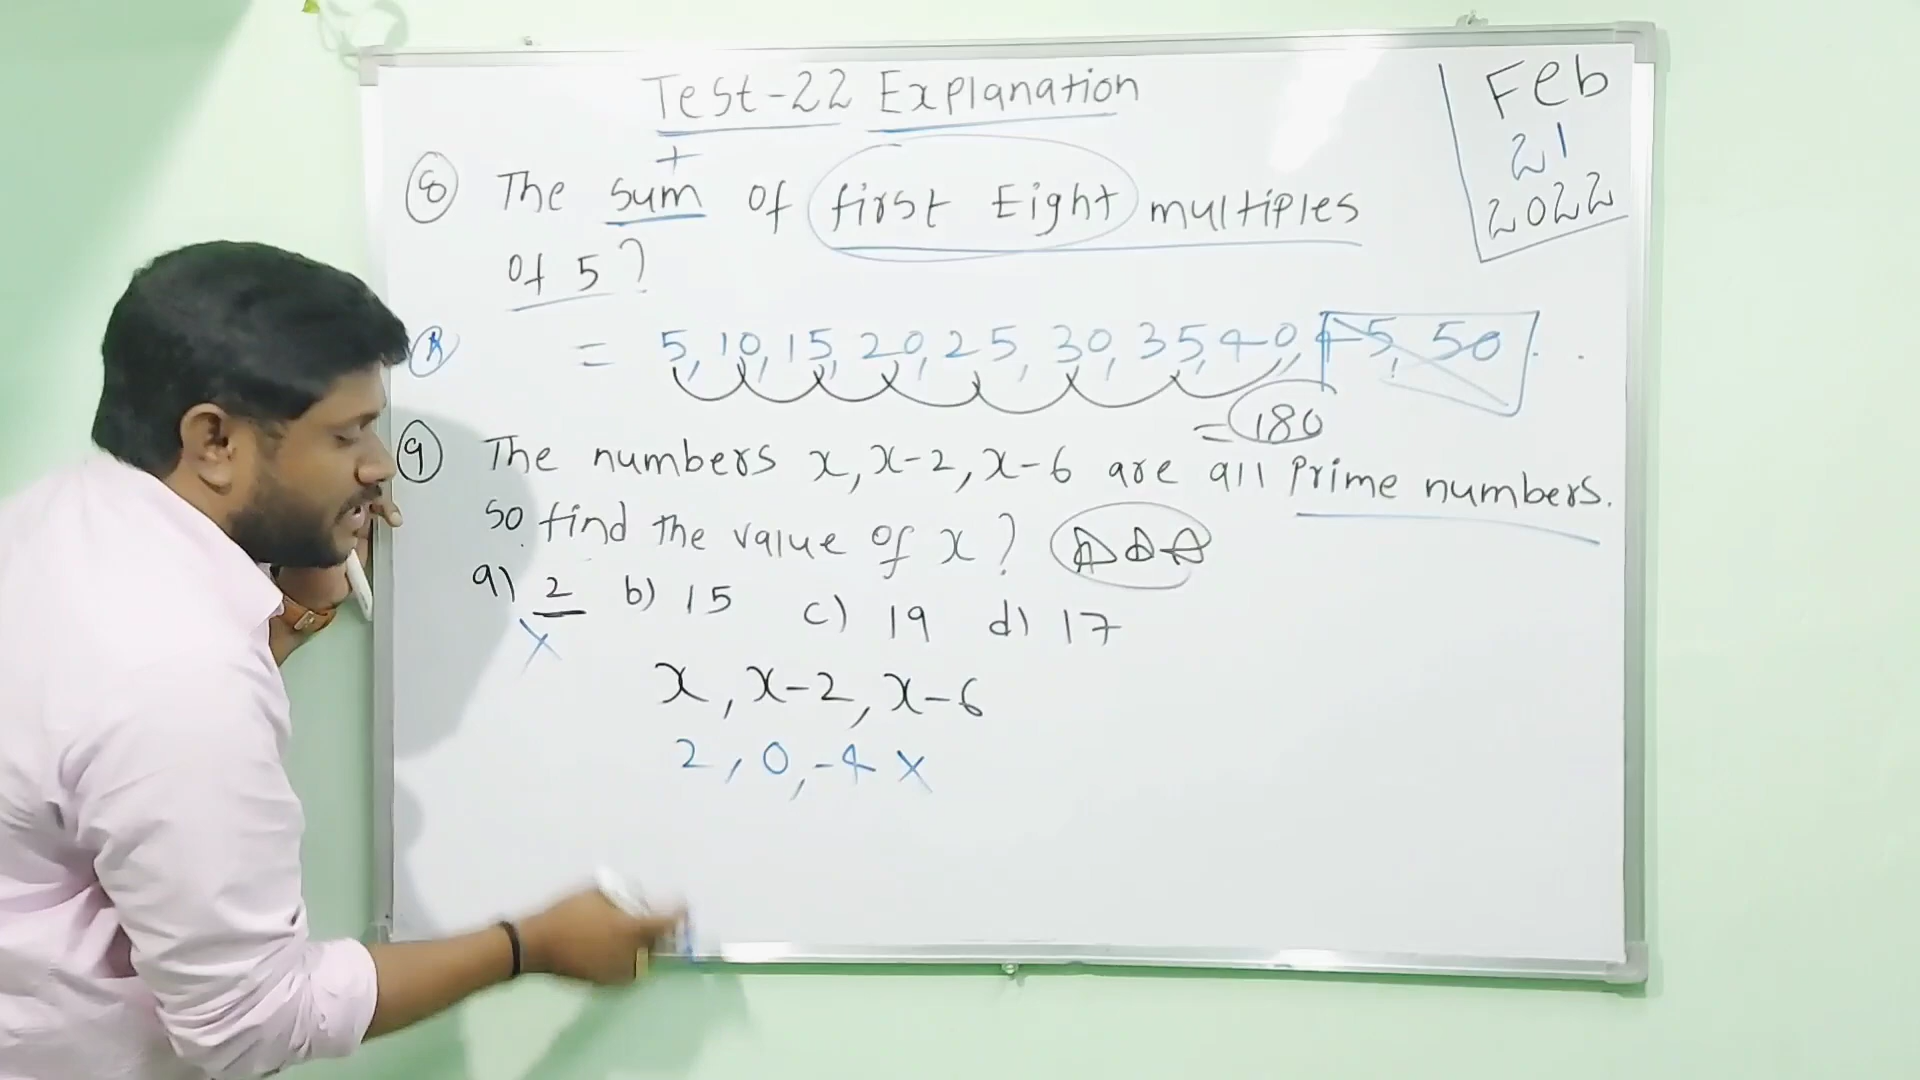 Test-22 Explanation
Feb
21
2022
+
8 The sum of first Eight multiples
of 5?
= 5, 10, 15, 20, 25, 30, 35, 40, 45, 50 . .
= 180
9 The numbers x, x-2, x-6 are all Prime numbers.
so find the value of x?
a) 2 b) 15 c) 19 d) 17
x
x, x-2, x-6
2, 0, -4 x